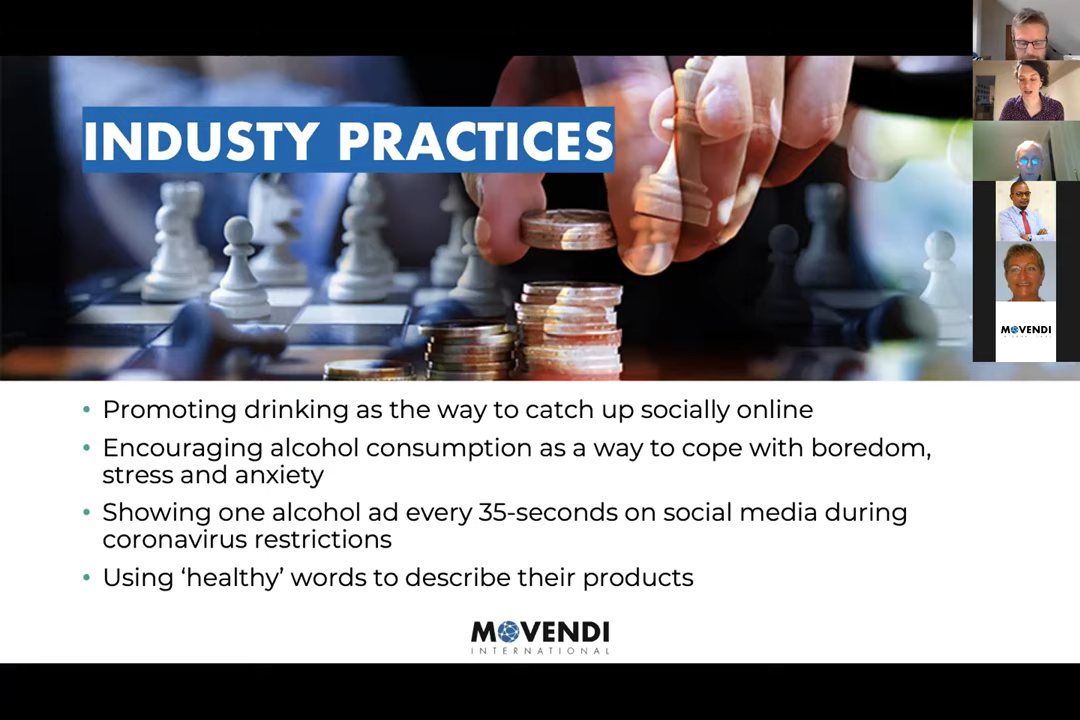 INDUSTY PRACTICES
• Promoting drinking as the way to catch up socially online
• Encouraging alcohol consumption as a way to cope with boredom,
stress and anxiety
• Showing one alcohol ad every 35-seconds on social media during
coronavirus restrictions
• Using ‘healthy’ words to describe their products
MOVENDI
INTERNATIONAL
MOVENDI
INTERNATIONAL